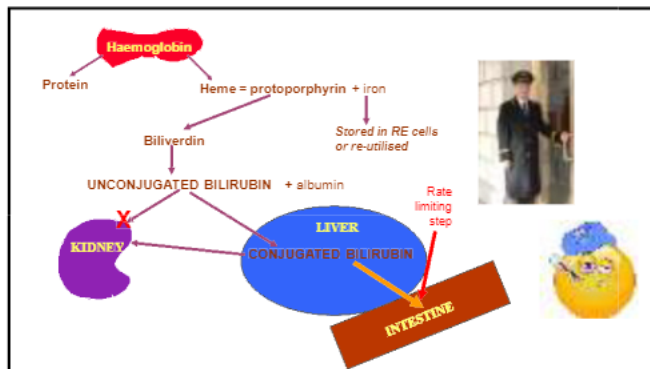 Haemoglobin
Protein
Heme = protoporphyrin + iron
Biliverdin
Stored in RE cells
or re-utilised
UNCONJUGATED BILIRUBIN + albumin
Rate
limiting
step
X
LIVER
KIDNEY
CONJUGATED BILIRUBIN
INTESTINE